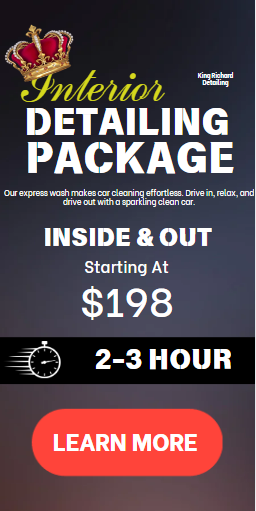 Interior
King Richard
Detailing
DETAILING
PACKAGE
Our express wash makes car cleaning effortless. Drive in, relax, and
drive out with a sparkling clean car.
INSIDE & OUT
Starting At
$198
2-3 HOUR
LEARN MORE